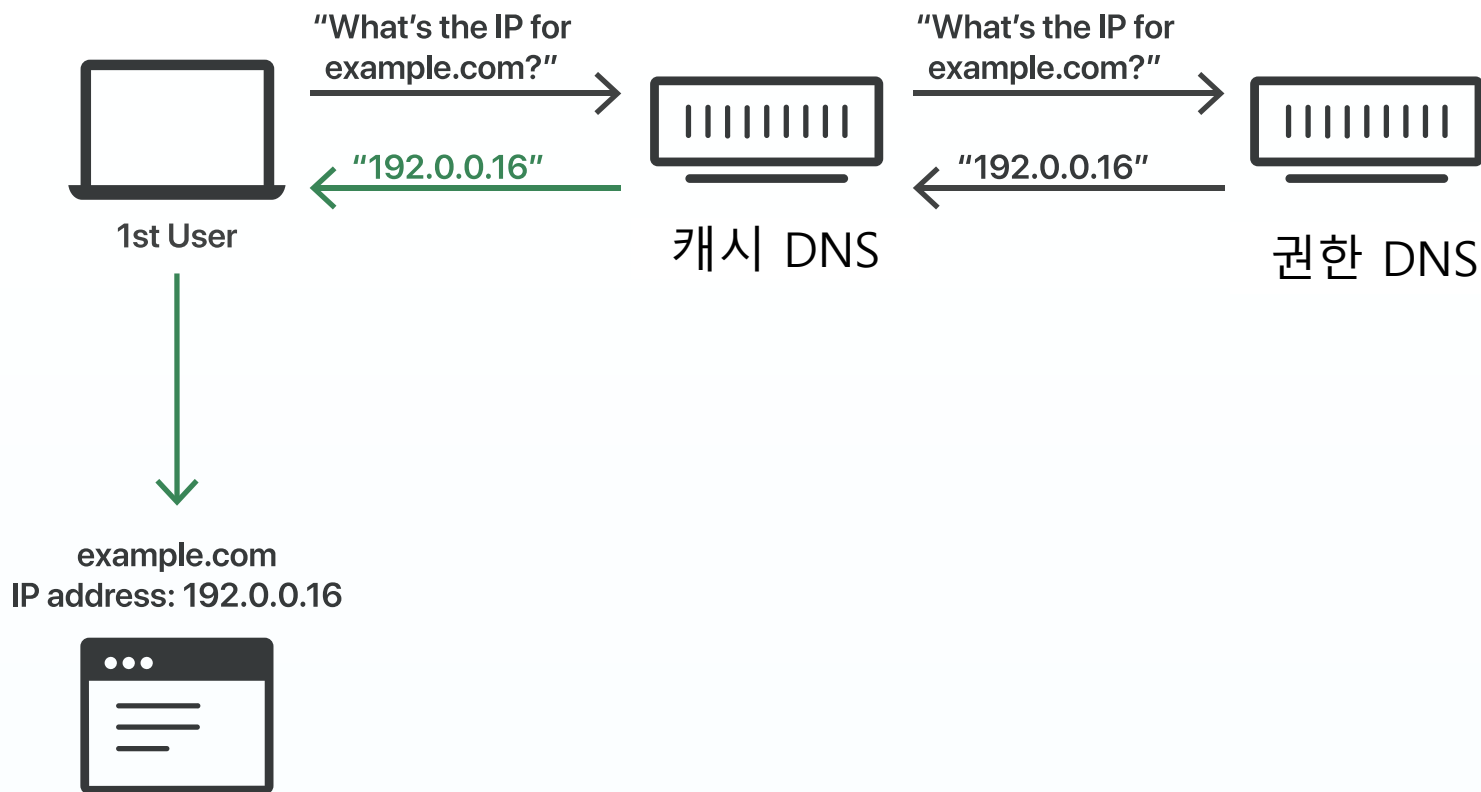 “What’s the IP for
example.com?”
“What’s the IP for
example.com?”
“192.0.0.16”
“192.0.0.16”
1st User
캐시 DNS
권한 DNS
example.com
IP address: 192.0.0.16